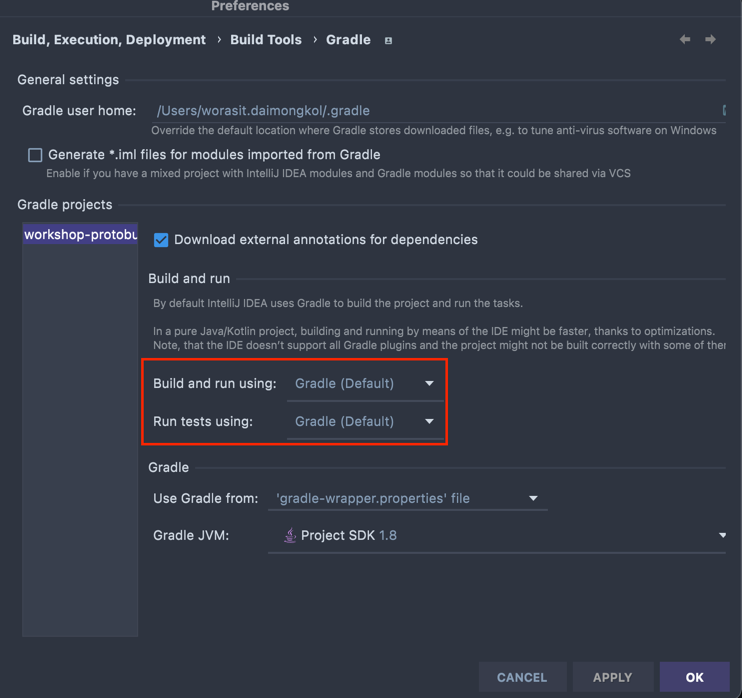 Preferences
Build, Execution, Deployment › Build Tools › Gradle
General settings
Gradle user home: /Users/worasit.daimongkol/.gradle
Override the default location where Gradle stores downloaded files, e.g. to tune anti-virus software on Windows
Generate *.iml files for modules imported from Gradle
Enable if you have a mixed project with IntelliJ IDEA modules and Gradle modules so that it could be shared via VCS
Gradle projects
workshop-protobu
Download external annotations for dependencies
Build and run
By default IntelliJ IDEA uses Gradle to build the project and run the tasks.
In a pure Java/Kotlin project, building and running by means of the IDE might be faster, thanks to optimizations.
Note, that the IDE doesn't support all Gradle plugins and the project might not be built correctly with some of ther
Build and run using: Gradle (Default)
Run tests using: Gradle (Default)
Gradle
Use Gradle from: 'gradle-wrapper.properties' file
Gradle JVM: Project SDK 1.8
CANCEL APPLY OK